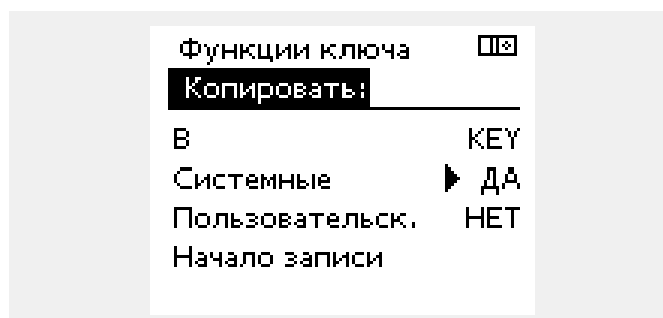 Функции ключа
Копировать:
В KEY
Системные ▶ ДА
Пользовательск. НЕТ
Начало записи